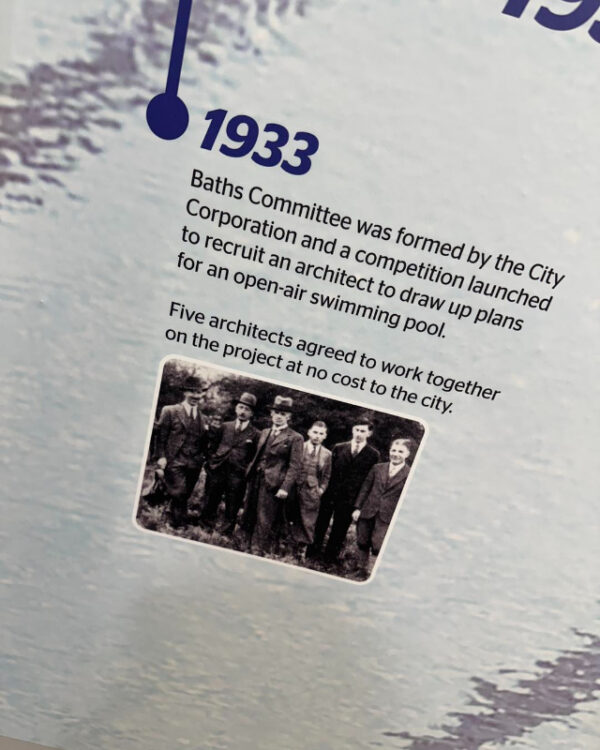 1933
Baths Committee was formed by the City
Corporation and a competition launched
to recruit an architect to draw up plans
for an open-air swimming pool.
Five architects agreed to work together
on the project at no cost to the city.